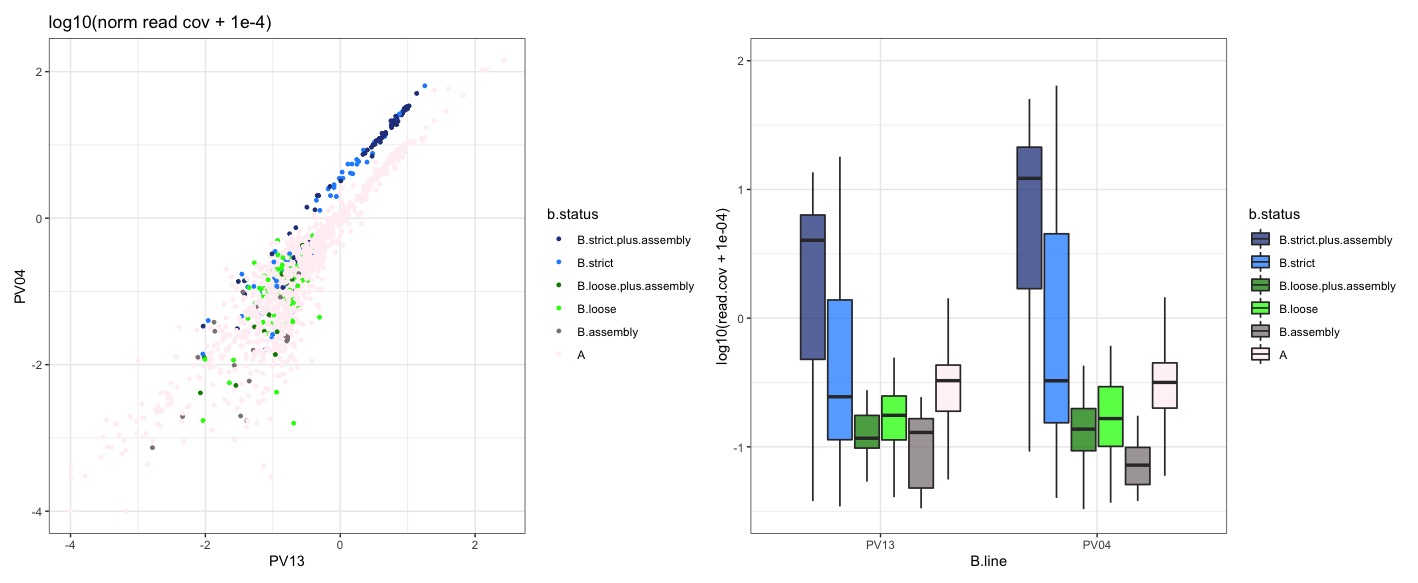 log10(norm read cov + 1e-4)
2
0
-2
-4
PV04
-4
-2
0
2
PV13
b.status
B.strict.plus.assembly
B.strict
B.loose.plus.assembly
B.loose
B.assembly
A
log10(read.cov + 1e-04)
2
1
0
-1
PV13
PV04
B.line
b.status
B.strict.plus.assembly
B.strict
B.loose.plus.assembly
B.loose
B.assembly
A